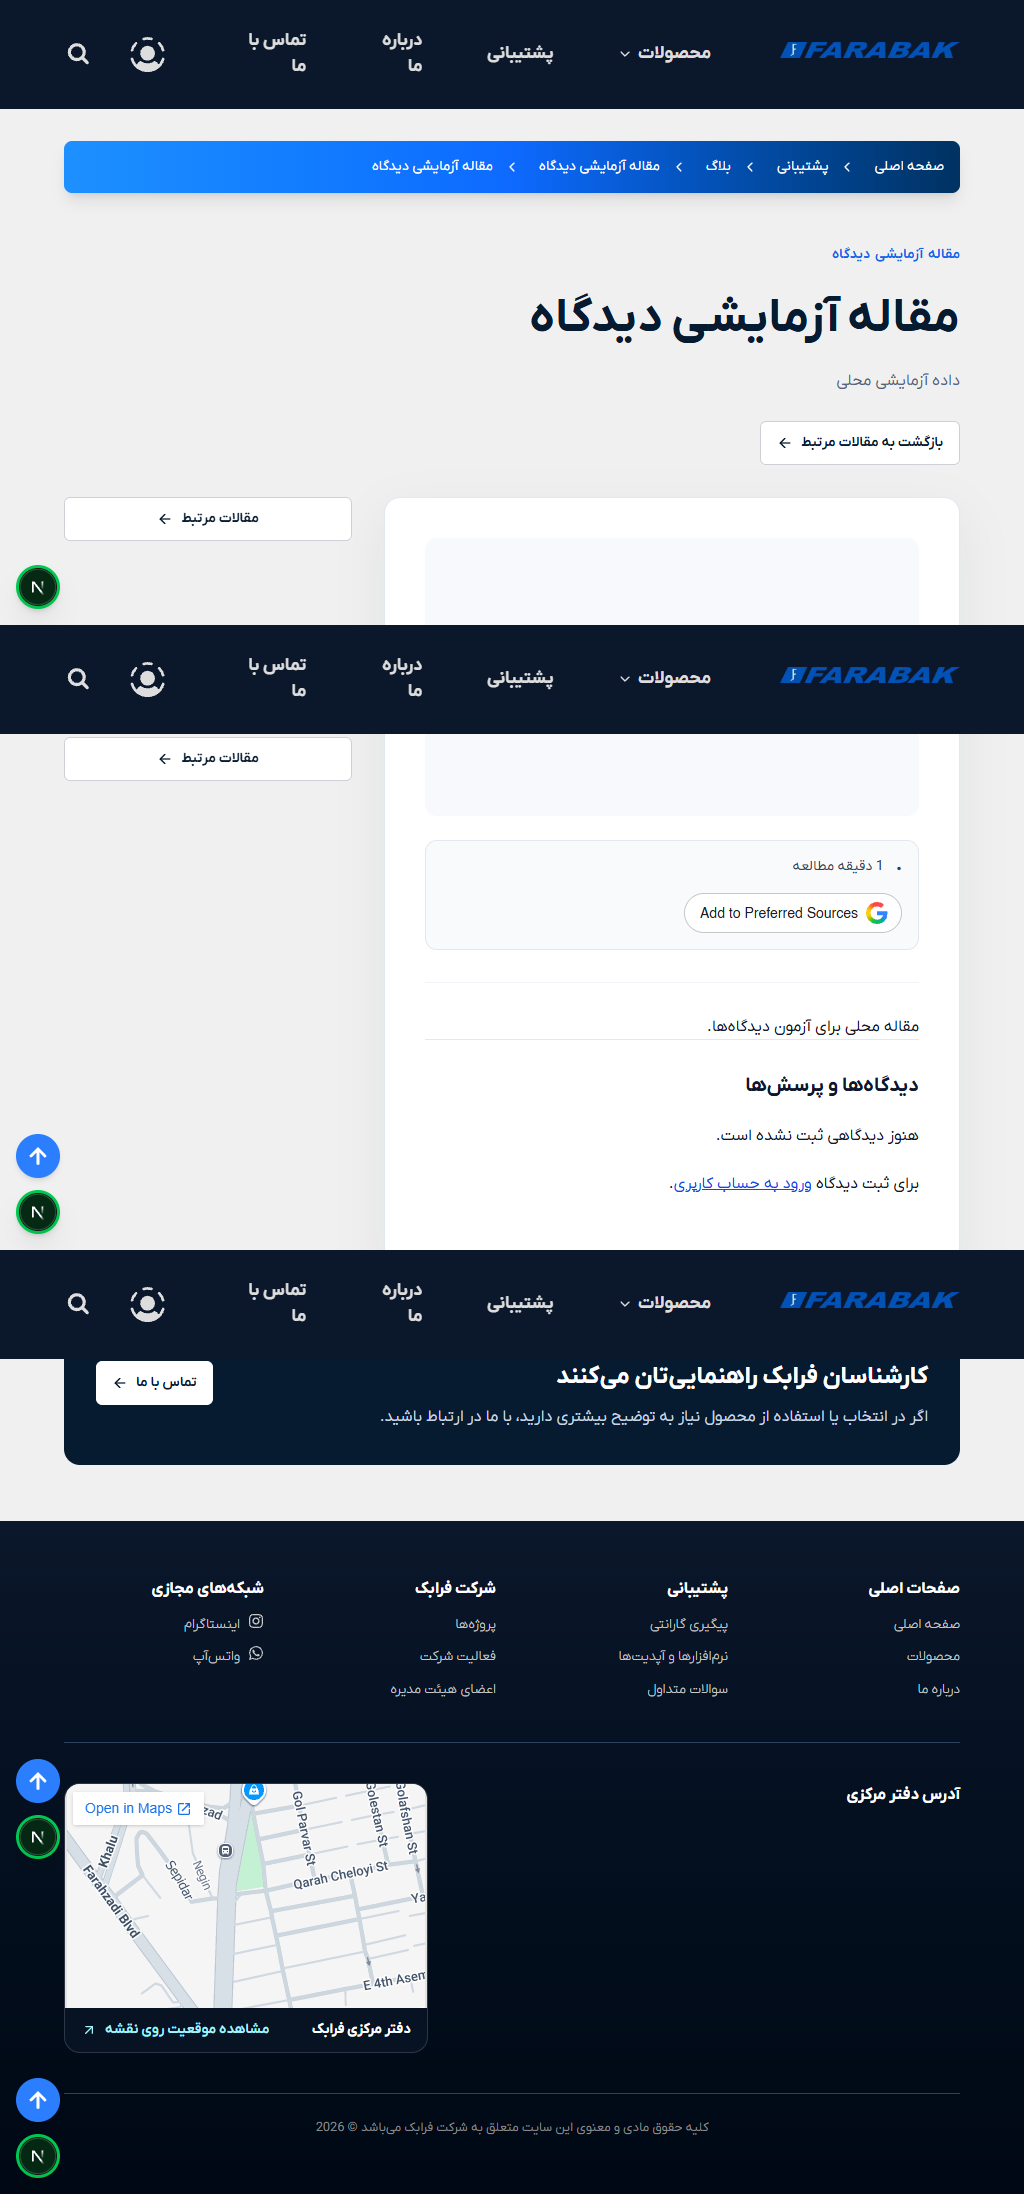 FARABAK
محصولات
پشتیبانی
درباره ما
تماس با ما
صفحه اصلی
پشتیبانی
بلاگ
مقاله آزمایشی دیدگاه
مقاله آزمایشی دیدگاه
مقاله آزمایشی دیدگاه
مقاله آزمایشی دیدگاه
داده آزمایشی محلی
بازگشت به مقالات مرتبط
مقالات مرتبط
N
FARABAK
محصولات
پشتیبانی
درباره ما
تماس با ما
مقالات مرتبط
• 1 دقیقه مطالعه
Add to Preferred Sources
مقاله محلی برای آزمون دیدگاه‌ها.
دیدگاه‌ها و پرسش‌ها
هنوز دیدگاهی ثبت نشده است.
برای ثبت دیدگاه ورود به حساب کاربری.
N
FARABAK
محصولات
پشتیبانی
درباره ما
تماس با ما
کارشناسان فرابک راهنمایی‌تان می‌کنند
اگر در انتخاب یا استفاده از محصول نیاز به توضیح بیشتری دارید، با ما در ارتباط باشید.
تماس با ما
صفحات اصلی
صفحه اصلی
محصولات
درباره ما
پشتیبانی
پیگیری گارانتی
نرم‌افزارها و آپدیت‌ها
سوالات متداول
شرکت فرابک
پروژه‌ها
فعالیت شرکت
اعضای هیئت مدیره
شبکه‌های مجازی
اینستاگرام
واتس‌آپ
آدرس دفتر مرکزی
Open in Maps
zad
Khalu
Farahzadi Blvd
Sepidar
Negin
Gol Parvar St
Golestan St
Golafshan St
Qarah Cheloyi St
Ya
E 4th Asem
N
دفتر مرکزی فرابک
مشاهده موقعیت روی نقشه
کلیه حقوق مادی و معنوی این سایت متعلق به شرکت فرابک می‌باشد © 2026
N